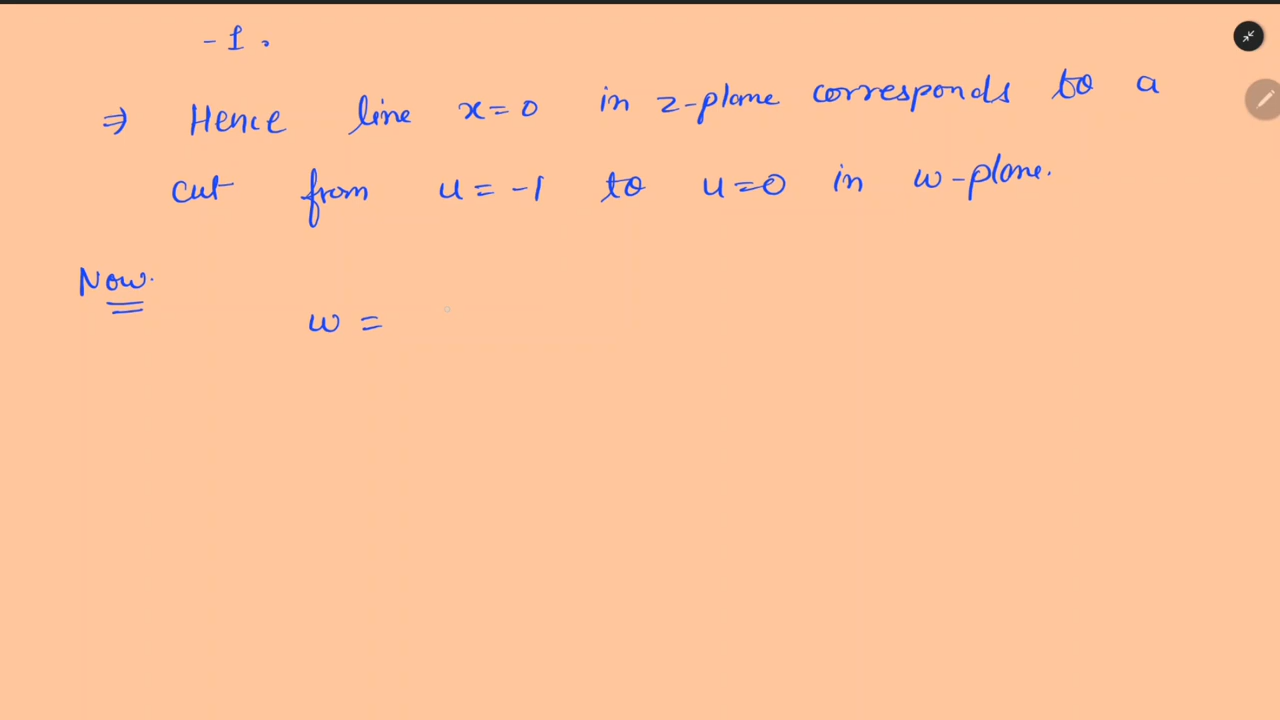 -1.
⇒ Hence line x=0 in z-plane corresponds to a
cut from u = -1 to u=0 in w-plane.
Now.
w =